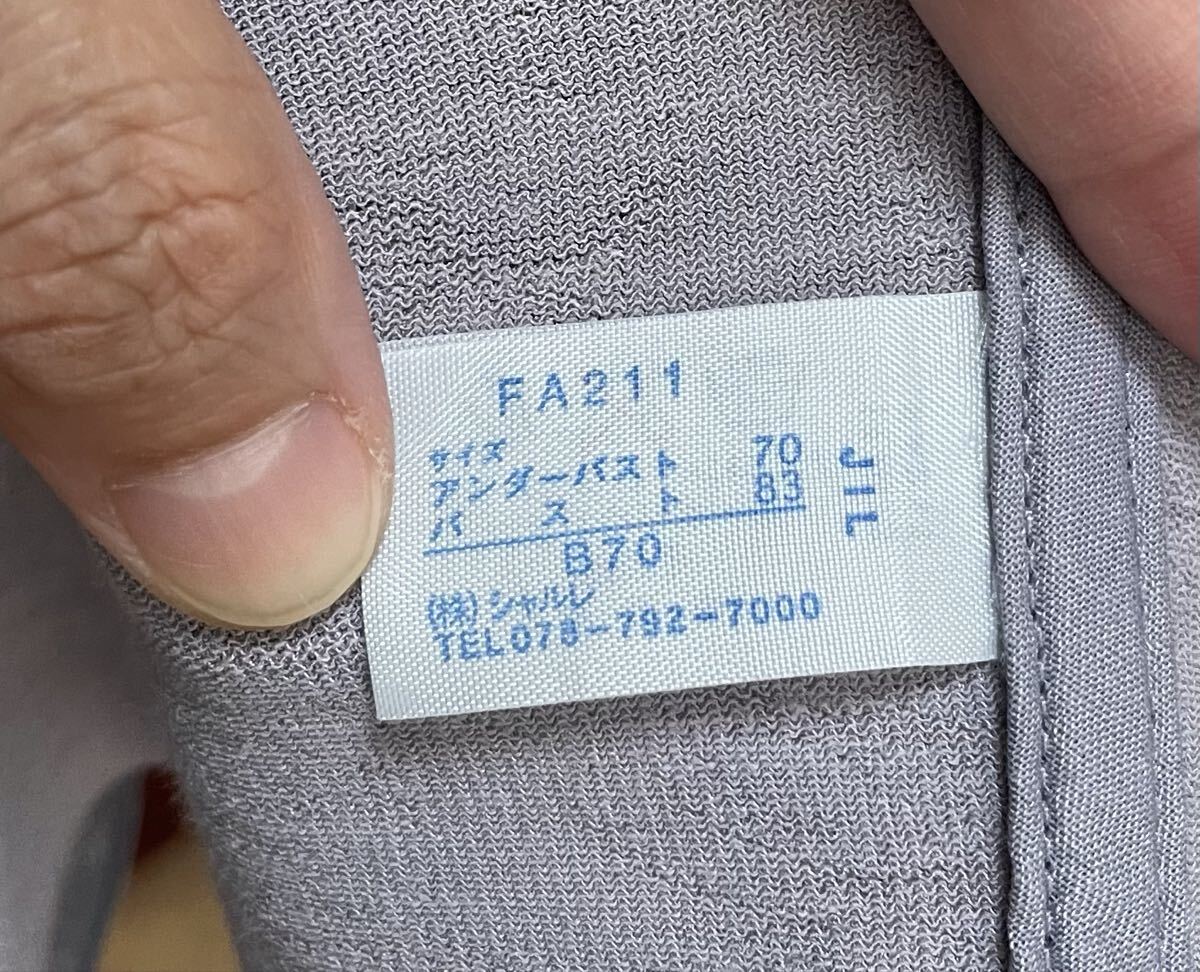 FA211
サイズ
アンダーバスト 70
バスト 83
B70
(株)シャルレ
TEL078-792-7000